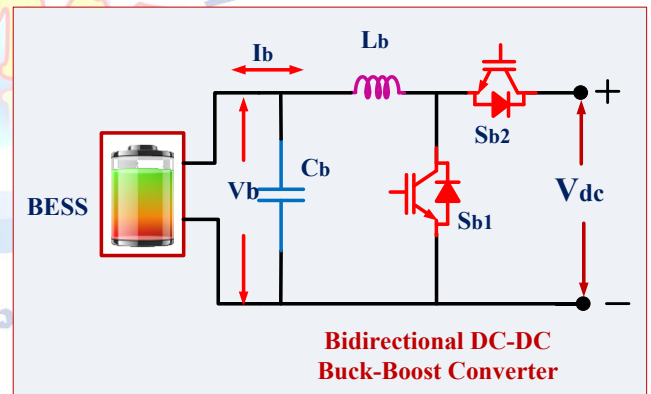 Lb
Ib
+
Sb2
Cb
Vb
BESS
Sb1
Vdc
−
Bidirectional DC-DC
Buck-Boost Converter